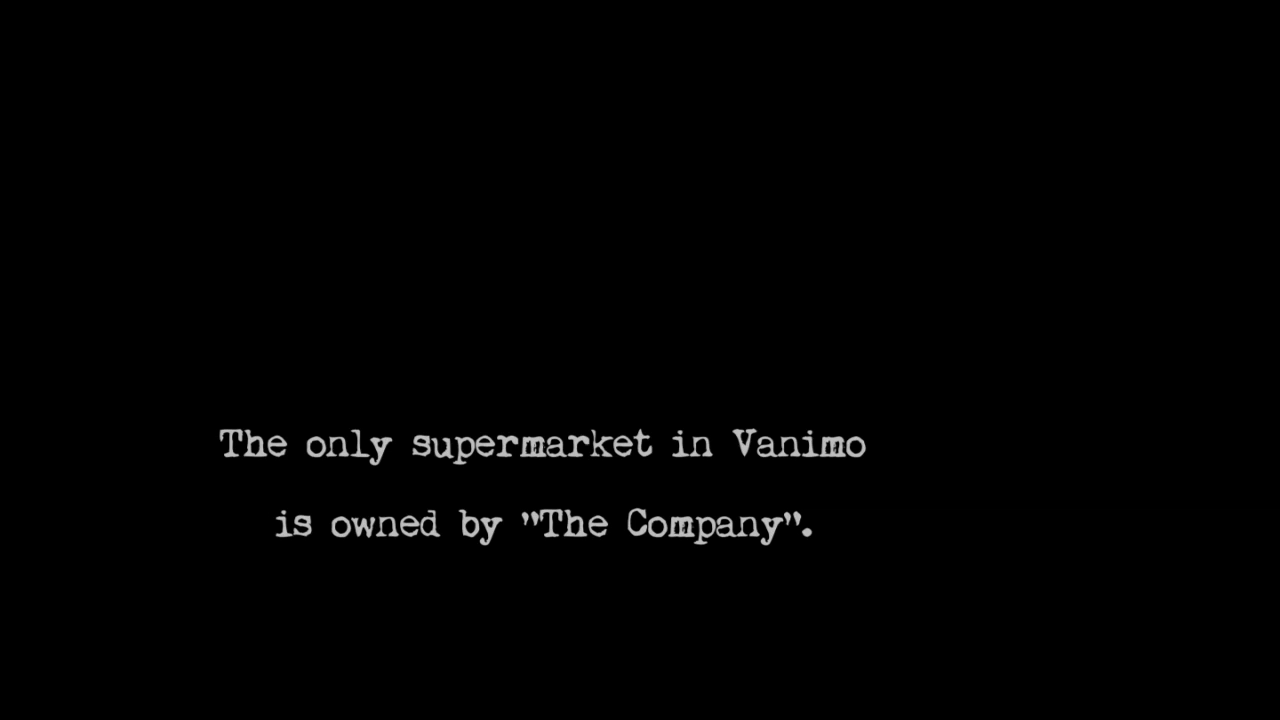 The only supermarket in Vanimo
is owned by "The Company".